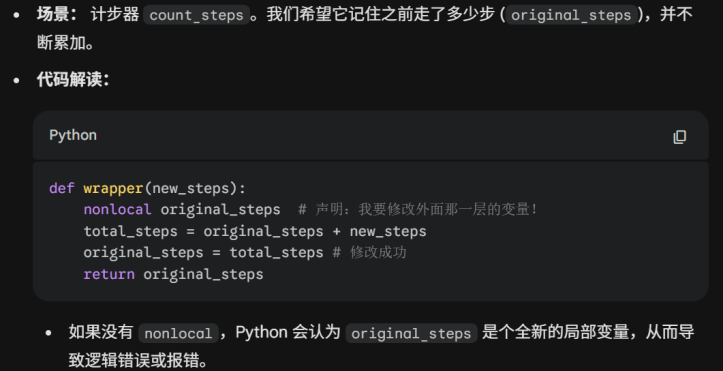 • 场景： 计步器 count_steps 。我们希望它记住之前走了多少步 ( original_steps )，并不
断累加。
• 代码解读：
Python
def wrapper(new_steps):
    nonlocal original_steps  # 声明：我要修改外面那一层的变量！
    total_steps = original_steps + new_steps
    original_steps = total_steps # 修改成功
    return original_steps
• 如果没有 nonlocal ，Python 会认为 original_steps 是个全新的局部变量，从而导
致逻辑错误或报错。